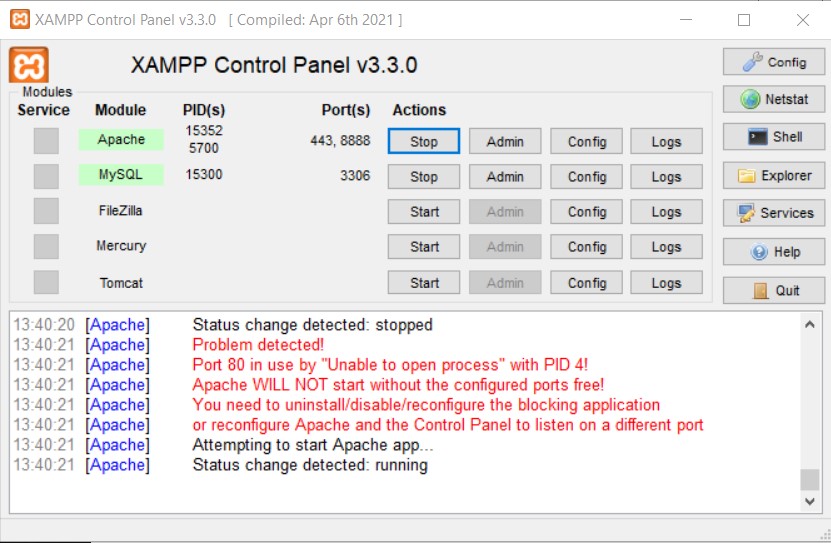 XAMPP Control Panel v3.3.0 [ Compiled: Apr 6th 2021 ]
XAMPP Control Panel v3.3.0
Config
Modules
Service Module PID(s) Port(s) Actions
Netstat
Apache 15352 5700 443, 8888 Stop Admin Config Logs
Shell
MySQL 15300 3306 Stop Admin Config Logs
Explorer
FileZilla Start Admin Config Logs
Services
Mercury Start Admin Config Logs
Help
Tomcat Start Admin Config Logs
Quit
13:40:20 [Apache] Status change detected: stopped
13:40:21 [Apache] Problem detected!
13:40:21 [Apache] Port 80 in use by "Unable to open process" with PID 4!
13:40:21 [Apache] Apache WILL NOT start without the configured ports free!
13:40:21 [Apache] You need to uninstall/disable/reconfigure the blocking application
13:40:21 [Apache] or reconfigure Apache and the Control Panel to listen on a different port
13:40:21 [Apache] Attempting to start Apache app...
13:40:21 [Apache] Status change detected: running